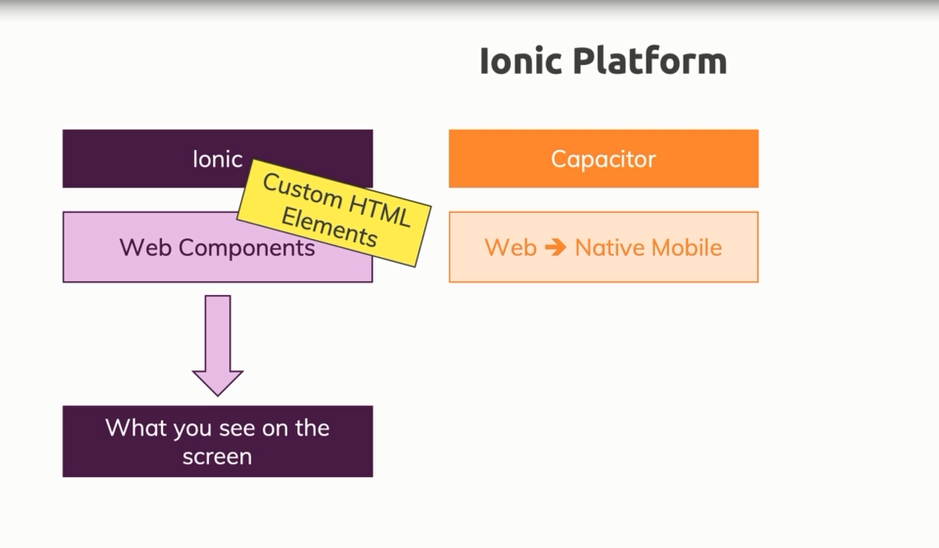 Ionic Platform
Ionic
Capacitor
Custom HTML
Elements
Web Components
Web ➔ Native Mobile
What you see on the
screen